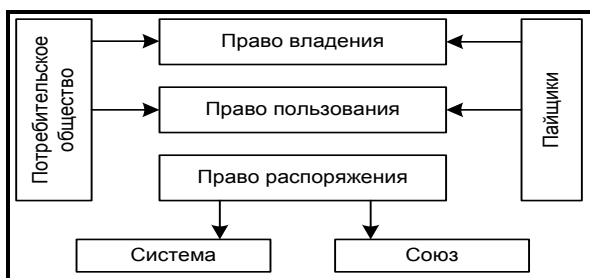 Потребительское
общество
Право владения
Право пользования
Право распоряжения
Пайщики
Система
Союз